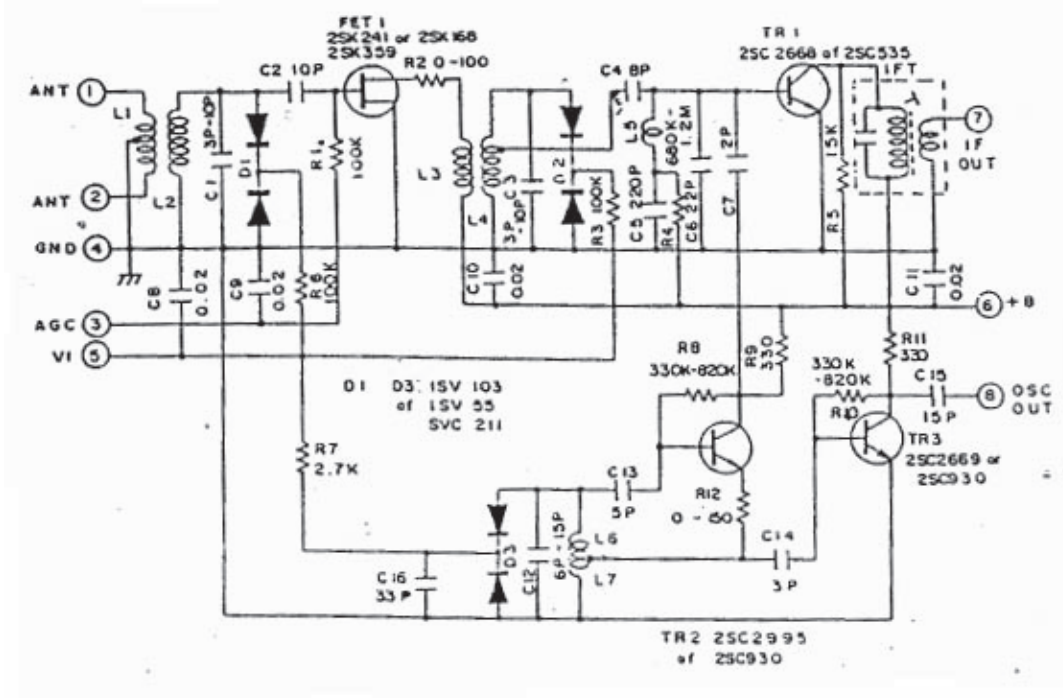 FET 1
2SK241 or 2SK168
2SK359
TR 1
2SC2668 of 2SC535
R2 0-100
C2 10P
C4 8P
IFT
T
ANT 1
7
IF
OUT
L1
3P-10P
D1
R1
100K
L5
680K-
1.2M
2P
15K
ANT 2
L2
C1
L3
L4
C3
3P
-10P
D2
R3 100K
C5 220P
R4
C6 22P
C7
R5
GND 4
C8
0.02
C9
0.02
R6
100K
C10
0.02
C11
0.02
6 +B
AGC 3
V1 5
R8
330K-820K
R9
330
R11
330
330K
-820K
R10
C15
15P
8 OSC
OUT
D1 D3: 1SV 103
of 1SV 55
SVC 211
R7
2.7K
TR3
2SC2669 or
2SC930
C13
5P
R12
0-150
C14
3P
D3
C12
6P-15P
L6
L7
C16
33P
TR2 2SC2995
of 2SC930